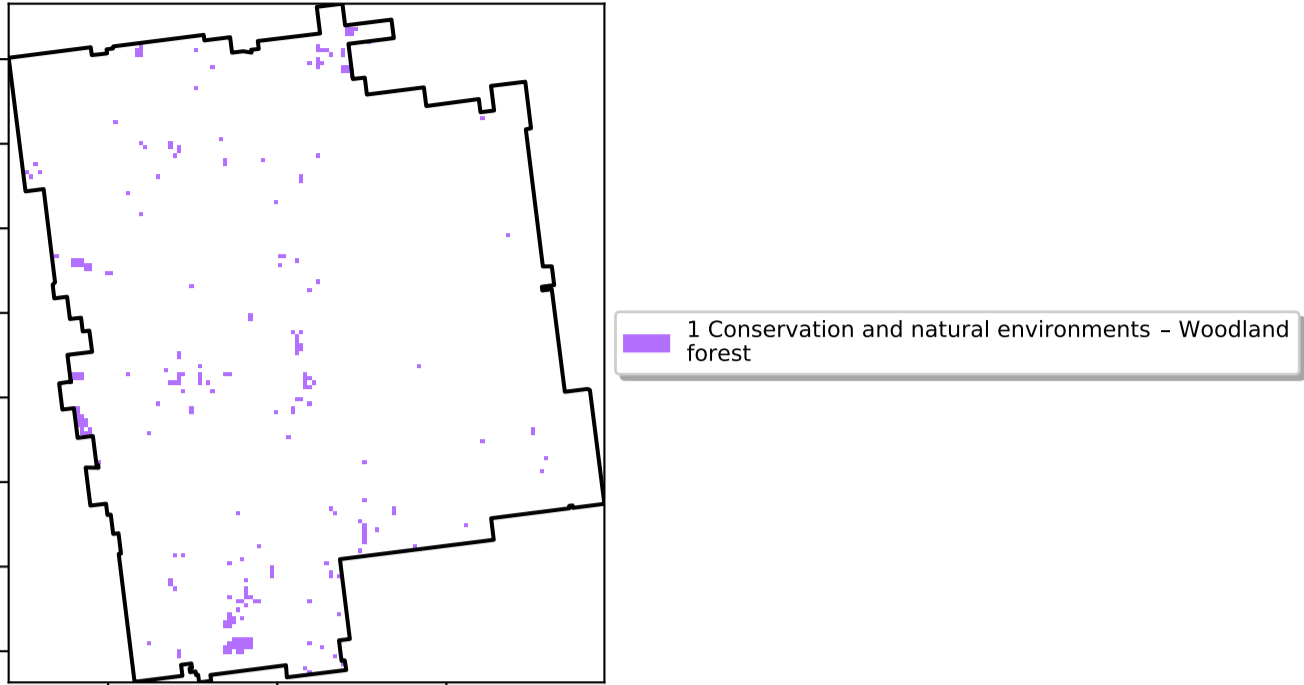 1 Conservation and natural environments – Woodland
forest